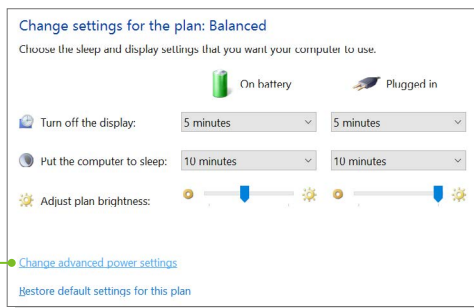 Change settings for the plan: Balanced
Choose the sleep and display settings that you want your computer to use.
On battery Plugged in
Turn off the display: 5 minutes 5 minutes
Put the computer to sleep: 10 minutes 10 minutes
Adjust plan brightness:
Change advanced power settings
Restore default settings for this plan